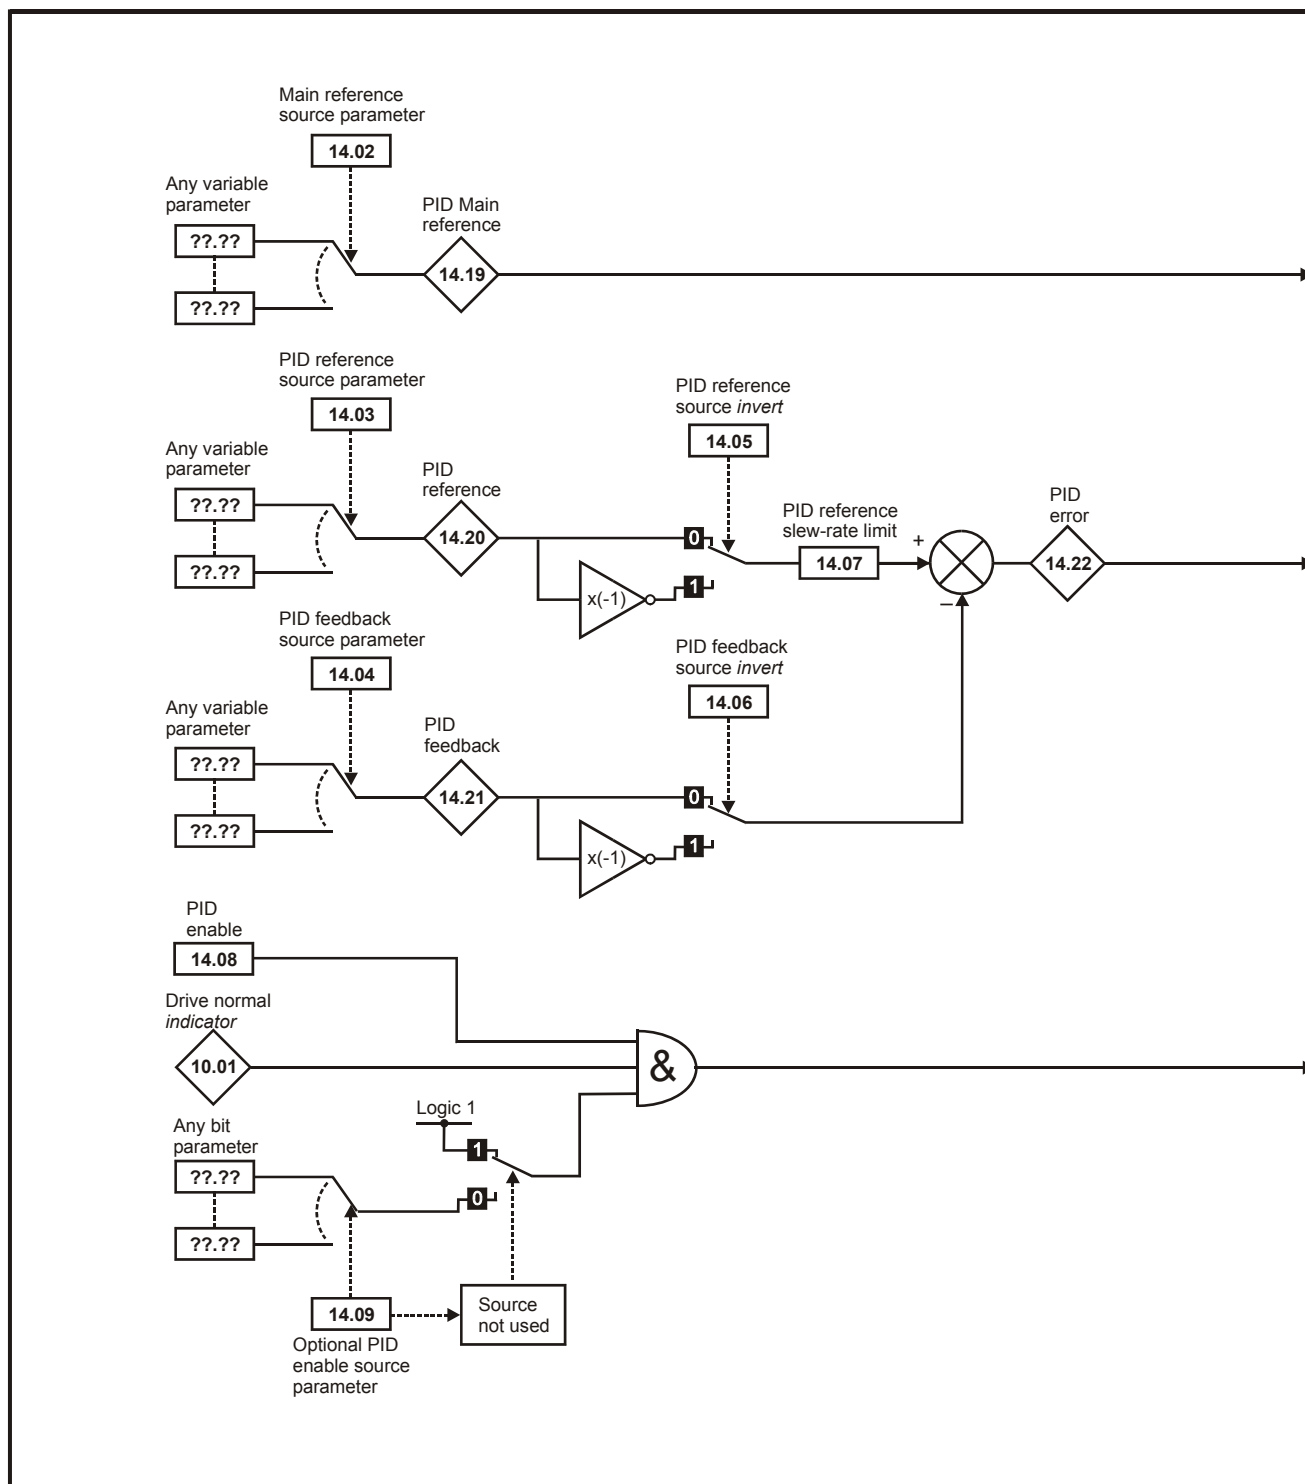 Main reference
source parameter
14.02
Any variable
parameter
??.??
??.??
PID Main
reference
14.19
PID reference
source parameter
14.03
Any variable
parameter
??.??
??.??
PID
reference
14.20
x(-1)
PID reference
source invert
14.05
0
1
PID reference
slew-rate limit
14.07
+
–
PID
error
14.22
PID feedback
source parameter
14.04
Any variable
parameter
??.??
??.??
PID
feedback
14.21
x(-1)
PID feedback
source invert
14.06
0
1
PID
enable
14.08
Drive normal
indicator
10.01
&
Logic 1
1
0
Any bit
parameter
??.??
??.??
14.09
Optional PID
enable source
parameter
Source
not used